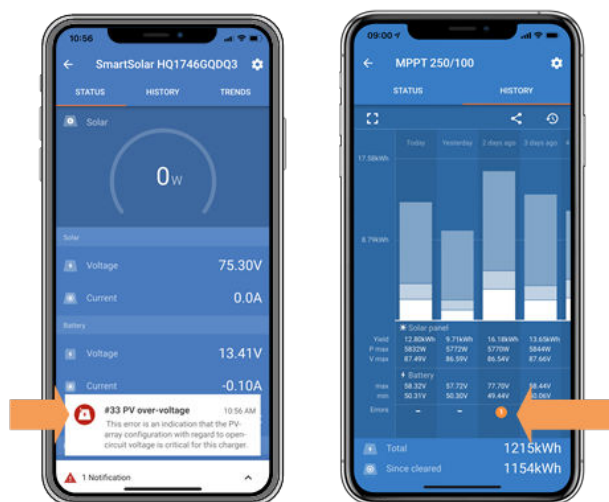 10:56
SmartSolar HQ1746GQDQ3
STATUS HISTORY TRENDS
Solar
0W
Solar
Voltage 75.30V
Current 0.0A
Battery
Voltage 13.41V
Current -0.10A
#33 PV over-voltage 10:56 AM
This error is an indication that the PV-
array configuration with regard to open-
circuit voltage is critical for this charger.
1 Notification
09:00
MPPT 250/100
STATUS HISTORY
Today Yesterday 2 days ago 3 days ago 4
17.58kWh
8.79kWh
Solar panel
Yield 12.80kWh 9.71kWh 16.18kWh 13.65kWh
P max 5832W 5772W 5770W 5844W
V max 87.49V 86.59V 86.54V 87.66V
Battery
max 58.32V 57.72V 77.70V 58.44V
min 50.31V 50.30V 49.44V
Errors – –
Total 1215kWh
Since cleared 1154kWh